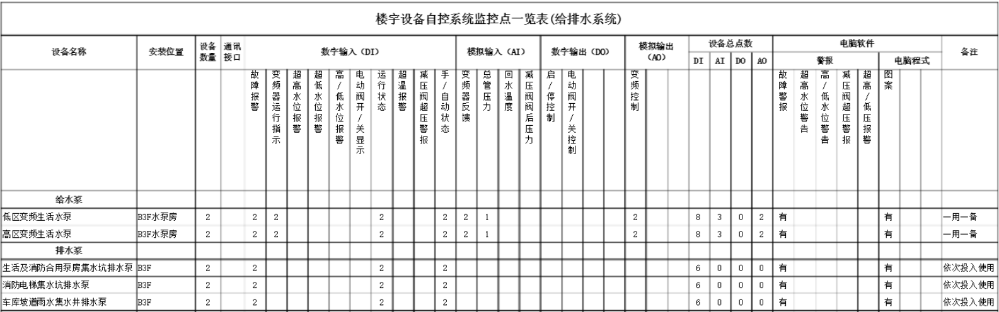 楼宇设备自控系统监控点一览表(给排水系统)
设备名称 安装位置 设备数量 通讯接口 数字输入（DI） 模拟输入（AI） 数字输出（DO） 模拟输出（AO） 设备总点数 电脑软件 备注
DI AI DO AO 警报 电脑程式
故障报警 变频器运行指示 超高水位报警 超低水位报警 高/低水位报警 电动阀开/关显示 运行状态 超温报警 减压阀超压警报 手/自动状态 变频器反馈 总管压力 回水温度 减压阀阀后压力 启/停控制 电动阀开/关控制 变频控制 故障警报 超高水位警告 高/低水位警告 减压阀超压警报 超高/低压报警 图案
给水泵
低区变频生活水泵 B3F水泵房 2 2 2 2 2 2 1 2 8 3 0 2 有 有 一用一备
高区变频生活水泵 B3F水泵房 2 2 2 2 2 2 1 2 8 3 0 2 有 有 一用一备
排水泵
生活及消防合用泵房集水坑排水泵 B3F 2 2 2 2 6 0 0 0 有 有 依次投入使用
消防电梯集水坑排水泵 B3F 2 2 2 2 6 0 0 0 有 有 依次投入使用
车库坡道雨水集水井排水泵 B3F 2 2 2 2 6 0 0 0 有 有 依次投入使用